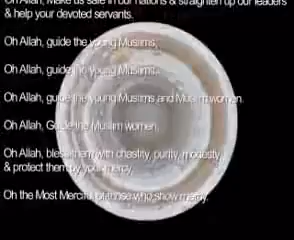 Oh Allah, Make us safe in our nations & straighten up our leaders
& help your devoted servants.
Oh Allah, guide the young Muslims,
Oh Allah, guide the young Muslims.
Oh Allah, guide the young Muslims and Muslim women.
Oh Allah, Guide the Muslim women,
Oh Allah, bless them with chastity, purity, modesty
& protect them by your mercy
Oh the Most Merciful of those who show mercy.